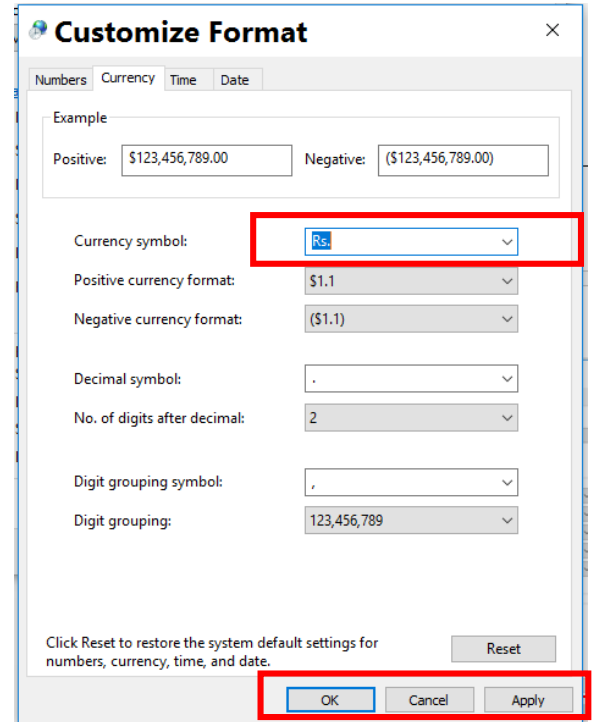 Customize Format
Numbers Currency Time Date
Example
Positive: $123,456,789.00 Negative: ($123,456,789.00)
Currency symbol: Rs.
Positive currency format: $1.1
Negative currency format: ($1.1)
Decimal symbol: .
No. of digits after decimal: 2
Digit grouping symbol: ,
Digit grouping: 123,456,789
Click Reset to restore the system default settings for
numbers, currency, time, and date.
Reset
OK Cancel Apply